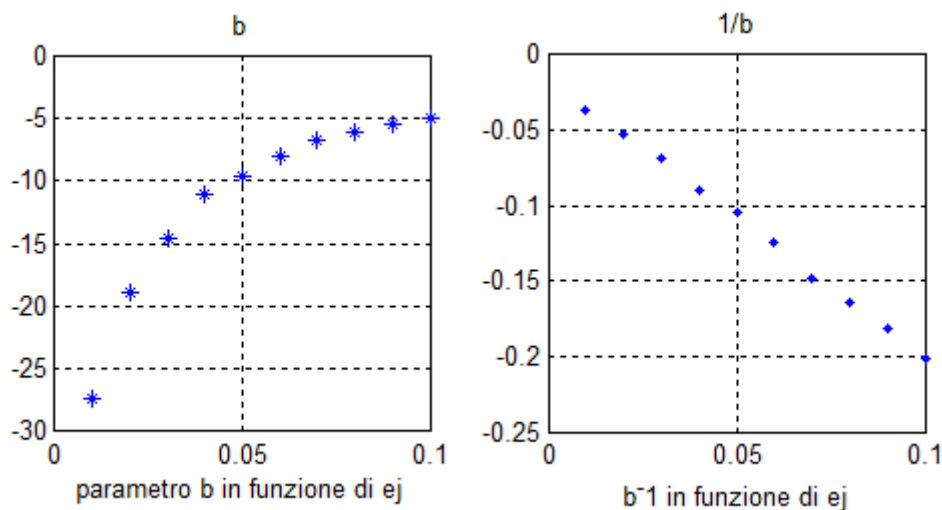 b
0
-5
-10
-15
-20
-25
-30
0 0.05 0.1
parametro b in funzione di ej
1/b
0
-0.05
-0.1
-0.15
-0.2
-0.25
0 0.05 0.1
b‾1 in funzione di ej